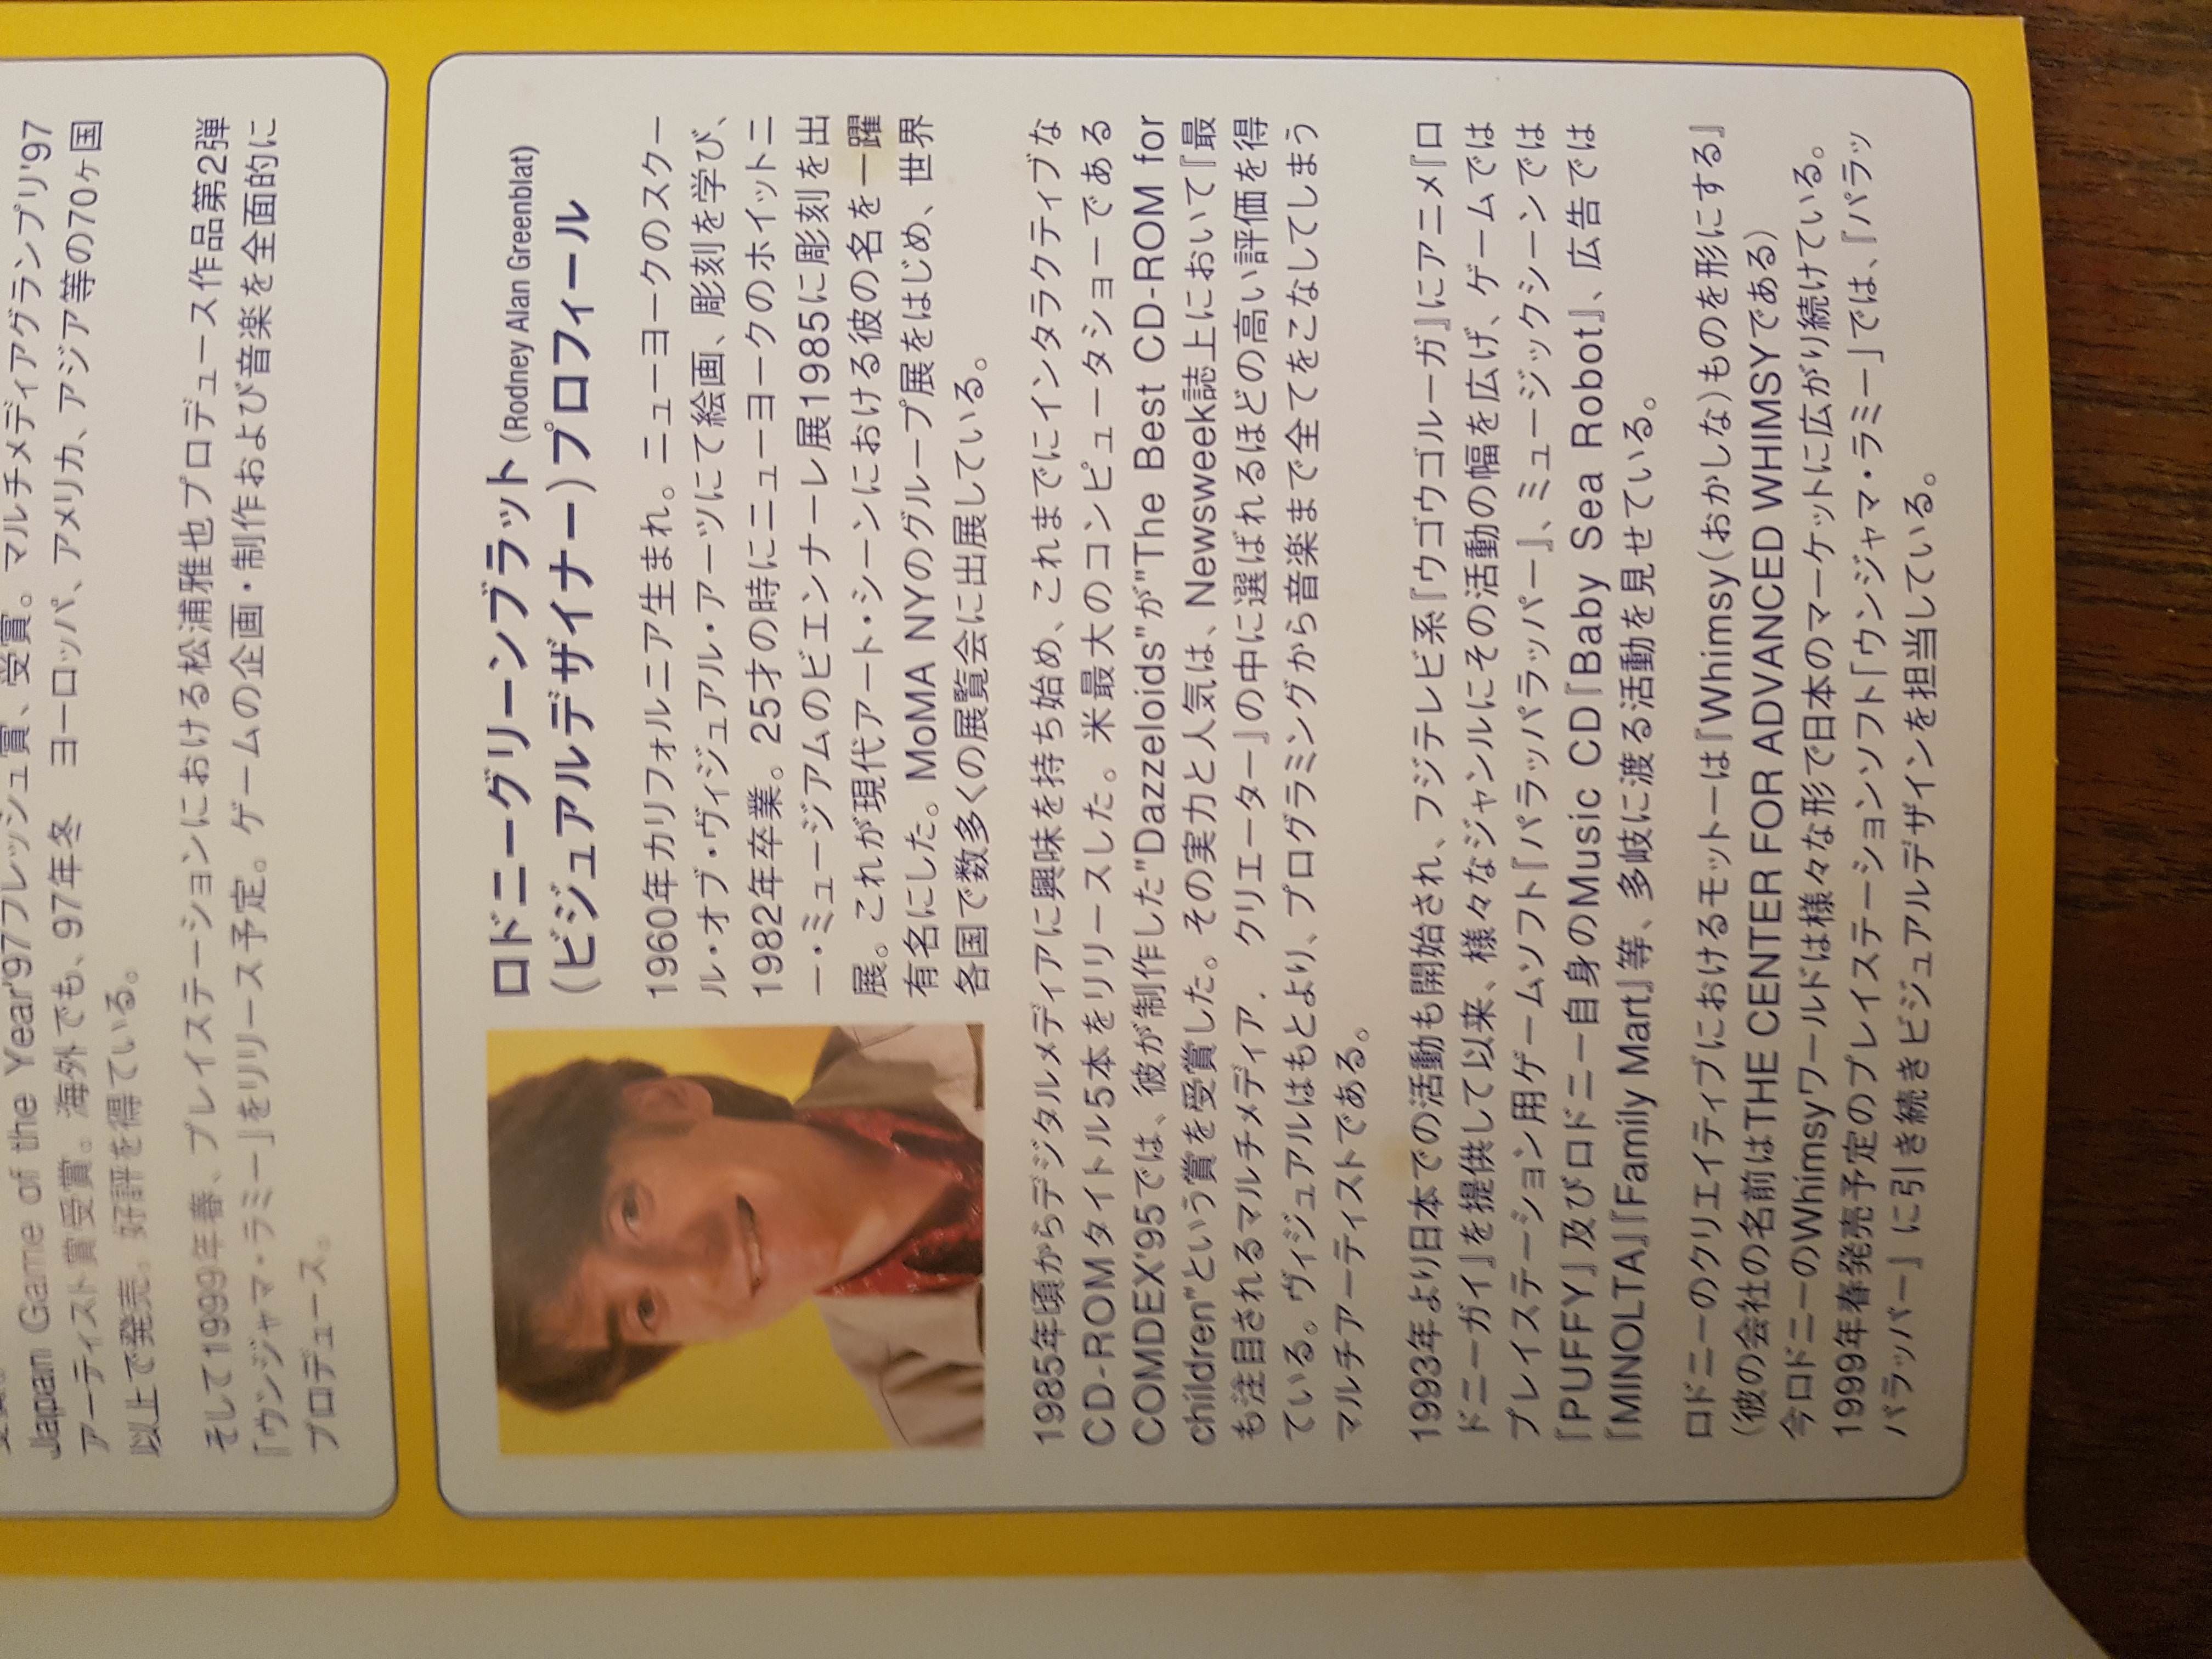 受賞。
Japan Game of the Year'97フレッシュ賞、受賞。マルチメディアグランプリ'97
アーティスト賞受賞。海外でも、97年冬　ヨーロッパ、アメリカ、アジア等の70ヶ国
以上で発売。好評を得ている。
そして1999年春、プレイステーションにおける松浦雅也プロデュース作品第2弾
「ウンジャマ・ラミー」をリリース予定。ゲームの企画・制作および音楽を全面的に
プロデュース。
ロドニーグリーンブラット (Rodney Alan Greenblat)
(ビジュアルデザイナー)プロフィール
1960年カリフォルニア生まれ。ニューヨークのスクー
ル・オブ・ヴィジュアル・アーツにて絵画、彫刻を学び、
1982年卒業。25才の時にニューヨークのホイットニ
ー・ミュージアムのビエンナーレ展1985に彫刻を出
展。これが現代アート・シーンにおける彼の名を一躍
有名にした。MoMA NYのグループ展をはじめ、世界
各国で数多くの展覧会に出展している。
1985年頃からデジタルメディアに興味を持ち始め、これまでにインタラクティブな
CD-ROMタイトル5本をリリースした。米最大のコンピュータショーである
COMDEX'95では、彼が制作した"Dazzeloids"が"The Best CD-ROM for
children"という賞を受賞した。その実力と人気は、Newsweek誌上において『最
も注目されるマルチメディア．　クリエーター』の中に選ばれるほどの高い評価を得
ている。ヴィジュアルはもとより、プログラミングから音楽まで全てをこなしてしまう
マルチアーティストである。
1993年より日本での活動も開始され、フジテレビ系『ウゴウゴルーガ』にアニメ『ロ
ドニーガイ』を提供して以来、様々なジャンルにその活動の幅を広げ、ゲームでは
プレイステーション用ゲームソフト『パラッパラッパー』、ミュージックシーンでは
『PUFFY』及びロドニー自身のMusic CD『Baby Sea Robot』、広告では
『MINOLTA』『Family Mart』等、多岐に渡る活動を見せている。
ロドニーのクリエイティブにおけるモットーは『Whimsy(おかしな)ものを形にする』
(彼の会社の名前はTHE CENTER FOR ADVANCED WHIMSYである)
今ロドニーのWhimsyワールドは様々な形で日本のマーケットに広がり続けている。
1999年春発売予定のプレイステーションソフト「ウンジャマ・ラミー」では、『パラッ
パラッパー』に引き続きビジュアルデザインを担当している。